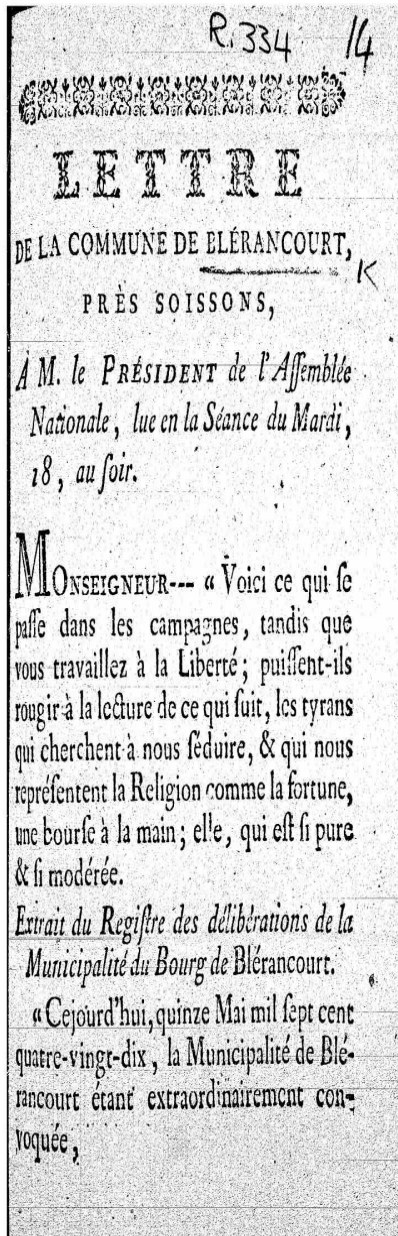 R. 334 14
LETTRE
DE LA COMMUNE DE BLÉRANCOURT,
K
PRÈS SOISSONS,
A M. le PRÉSIDENT de l'Aſſemblée
Nationale, lue en la Séance du Mardi,
18, au ſoir.
MONSEIGNEUR--- « Voici ce qui ſe
paſſe dans les campagnes, tandis que
vous travaillez à la Liberté; puiſſent-ils
rougir à la lecture de ce qui ſuit, les tyrans
qui cherchent à nous ſéduire, & qui nous
repréſentent la Religion comme la fortune,
une bourſe à la main; elle, qui eſt ſi pure
& ſi modérée.
Extrait du Regiſtre des délibérations de la
Municipalité du Bourg de Blérancourt.
« Cejourd'hui, quinze Mai mil ſept cent
quatre-vingt-dix, la Municipalité de Blé-
rancourt étant extraordinairement con-
voquée,